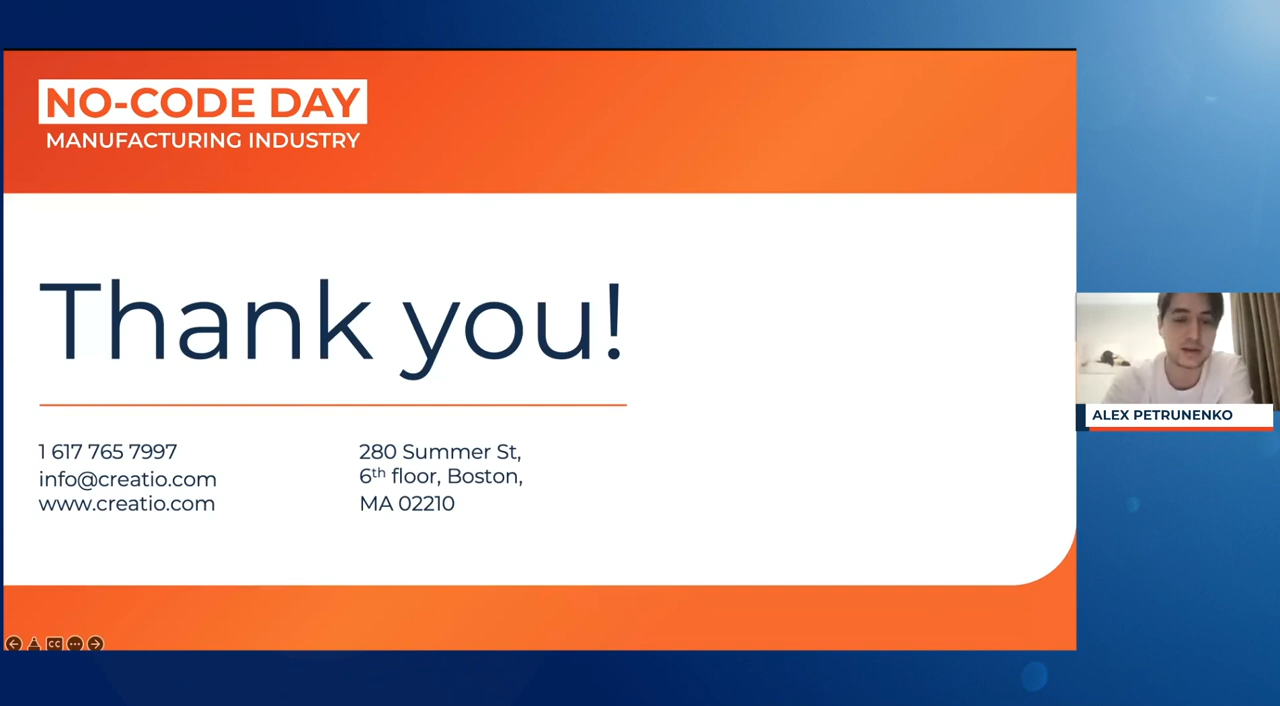 NO-CODE DAY
MANUFACTURING INDUSTRY
Thank you!
1 617 765 7997
info@creatio.com
www.creatio.com
280 Summer St,
6th floor, Boston,
MA 02210
ALEX PETRUNENKO
CC